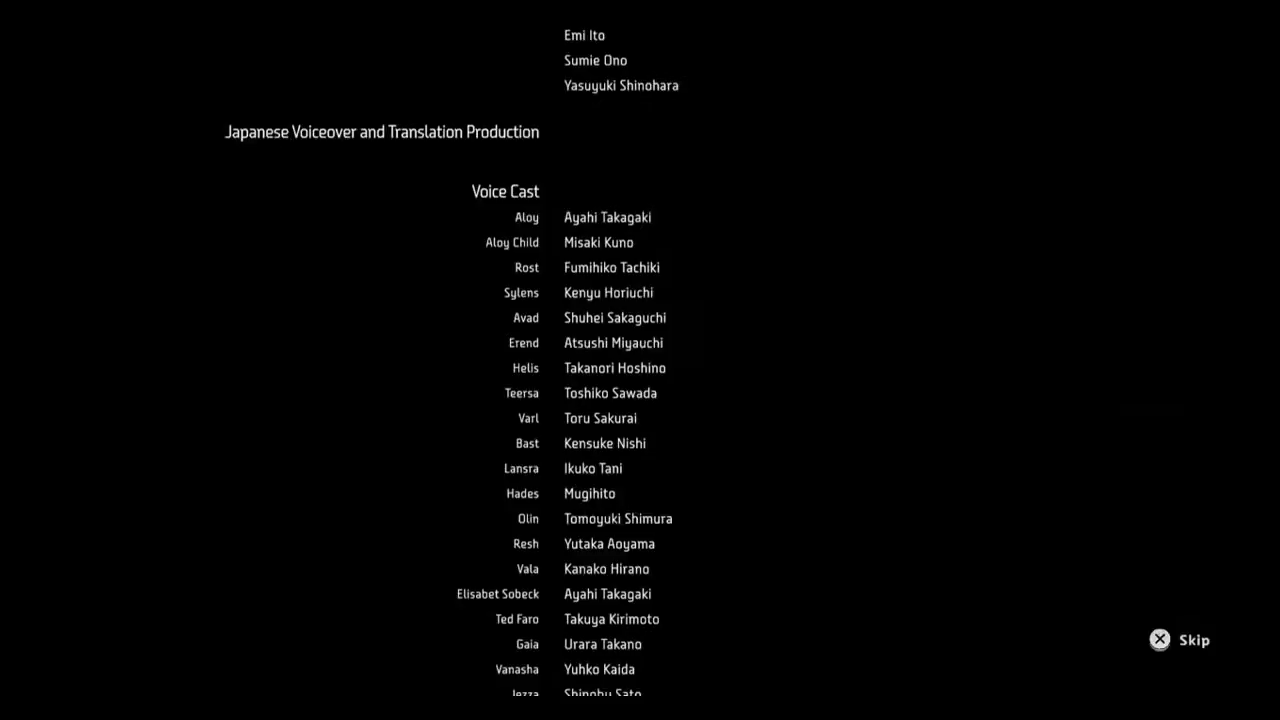 Emi Ito
Sumie Ono
Yasuyuki Shinohara
Japanese Voiceover and Translation Production
Voice Cast
Aloy Ayahi Takagaki
Aloy Child Misaki Kuno
Rost Fumihiko Tachiki
Sylens Kenyu Horiuchi
Avad Shuhei Sakaguchi
Erend Atsushi Miyauchi
Helis Takanori Hoshino
Teersa Toshiko Sawada
Varl Toru Sakurai
Bast Kensuke Nishi
Lansra Ikuko Tani
Hades Mugihito
Olin Tomoyuki Shimura
Resh Yutaka Aoyama
Vala Kanako Hirano
Elisabet Sobeck Ayahi Takagaki
Ted Faro Takuya Kirimoto
Gaia Urara Takano
Skip
Vanasha Yuhko Kaida
Jezza Shinobu Sato